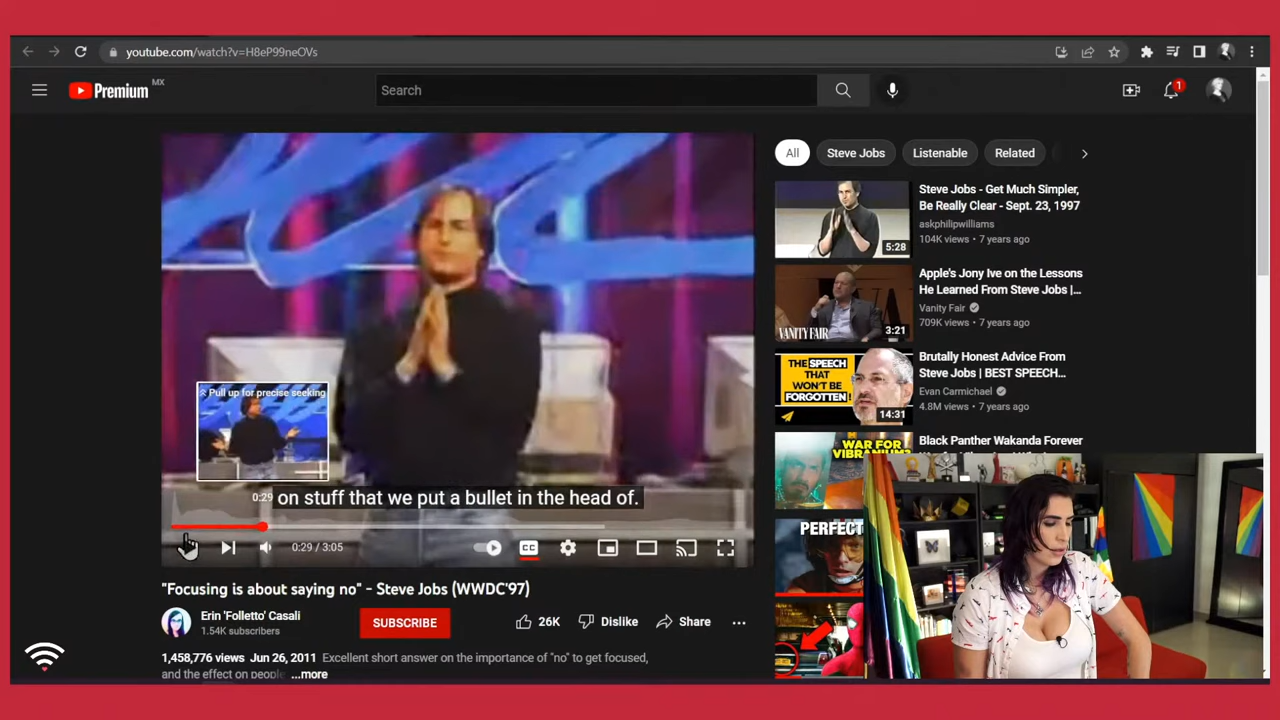 youtube.com/watch?v=H8eP99neOVs
Premium MX
Search
1
All
Steve Jobs
Listenable
Related
Pull up for precise seeking
0:29
on stuff that we put a bullet in the head of.
0:29 / 3:05
CC
"Focusing is about saying no" - Steve Jobs (WWDC'97)
Erin 'Folletto' Casali
1.54K subscribers
SUBSCRIBE
26K
Dislike
Share
1,458,776 views Jun 26, 2011 Excellent short answer on the importance of "no" to get focused,
and the effect on people ...more
5:28
Steve Jobs - Get Much Simpler,
Be Really Clear - Sept. 23, 1997
askphilipwilliams
104K views • 7 years ago
VANITY FAIR
3:21
Apple's Jony Ive on the Lessons
He Learned From Steve Jobs |...
Vanity Fair
709K views • 7 years ago
THE SPEECH
THAT
WON'T BE
FORGOTTEN!
14:31
Brutally Honest Advice From
Steve Jobs | BEST SPEECH...
Evan Carmichael
4.8M views • 7 years ago
WAR FOR
VIBRANIUM?
Black Panther Wakanda Forever
PERFEC